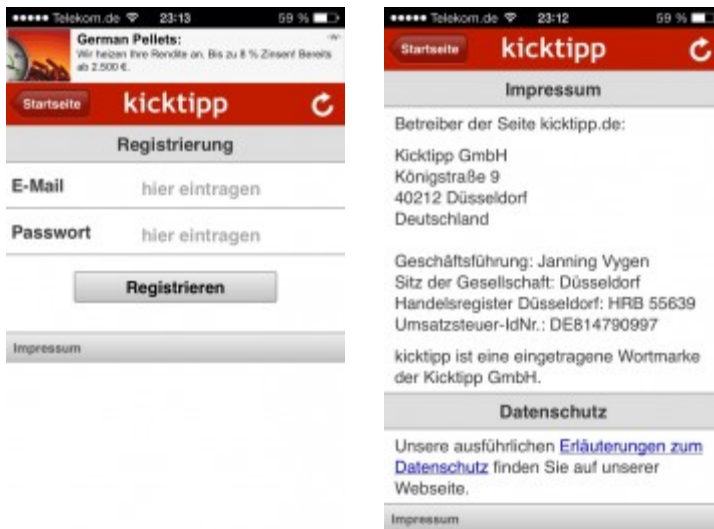 Telekom.de 23:13 59 %
German Pellets:
Wir heizen Ihre Rendite an. Bis zu 8 % Zinsen! Bereits
ab 2.500 €.
Startseite kicktipp
Registrierung
E-Mail hier eintragen
Passwort hier eintragen
Registrieren
Impressum
Telekom.de 23:12 59 %
Startseite kicktipp
Impressum
Betreiber der Seite kicktipp.de:
Kicktipp GmbH
Königstraße 9
40212 Düsseldorf
Deutschland
Geschäftsführung: Janning Vygen
Sitz der Gesellschaft: Düsseldorf
Handelsregister Düsseldorf: HRB 55639
Umsatzsteuer-IdNr.: DE814790997
kicktipp ist eine eingetragene Wortmarke
der Kicktipp GmbH.
Datenschutz
Unsere ausführlichen Erläuterungen zum
Datenschutz finden Sie auf unserer
Webseite.
Impressum